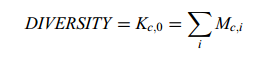 DIVERSITY = K_{c,0} = \sum_{i} M_{c,i}